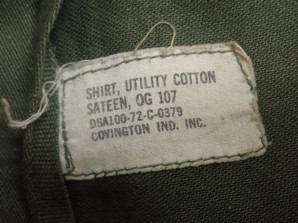 SHIRT, UTILITY COTTON
SATEEN, OG 107
DSA100-72-C-0379
COVINGTON IND. INC.